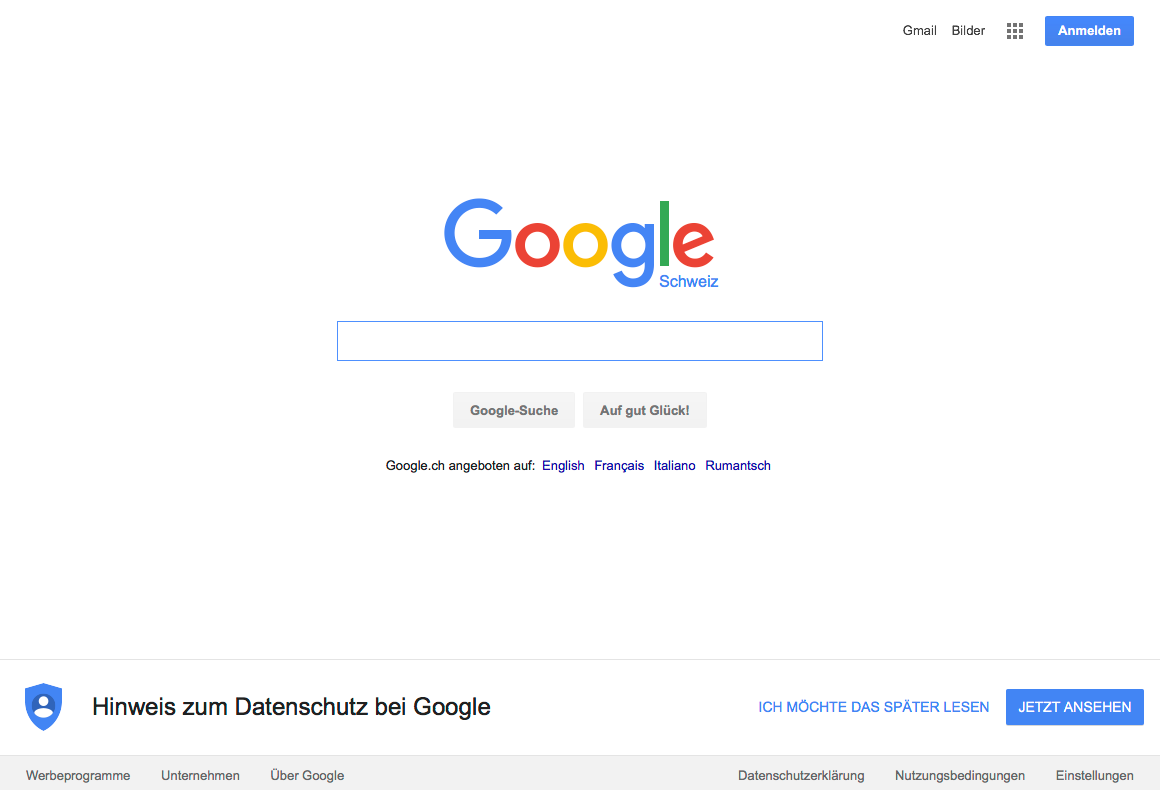 Gmail Bilder Anmelden
Google
Schweiz
Google-Suche Auf gut Glück!
Google.ch angeboten auf: English Français Italiano Rumantsch
Hinweis zum Datenschutz bei Google ICH MÖCHTE DAS SPÄTER LESEN JETZT ANSEHEN
Werbeprogramme Unternehmen Über Google Datenschutzerklärung Nutzungsbedingungen Einstellungen